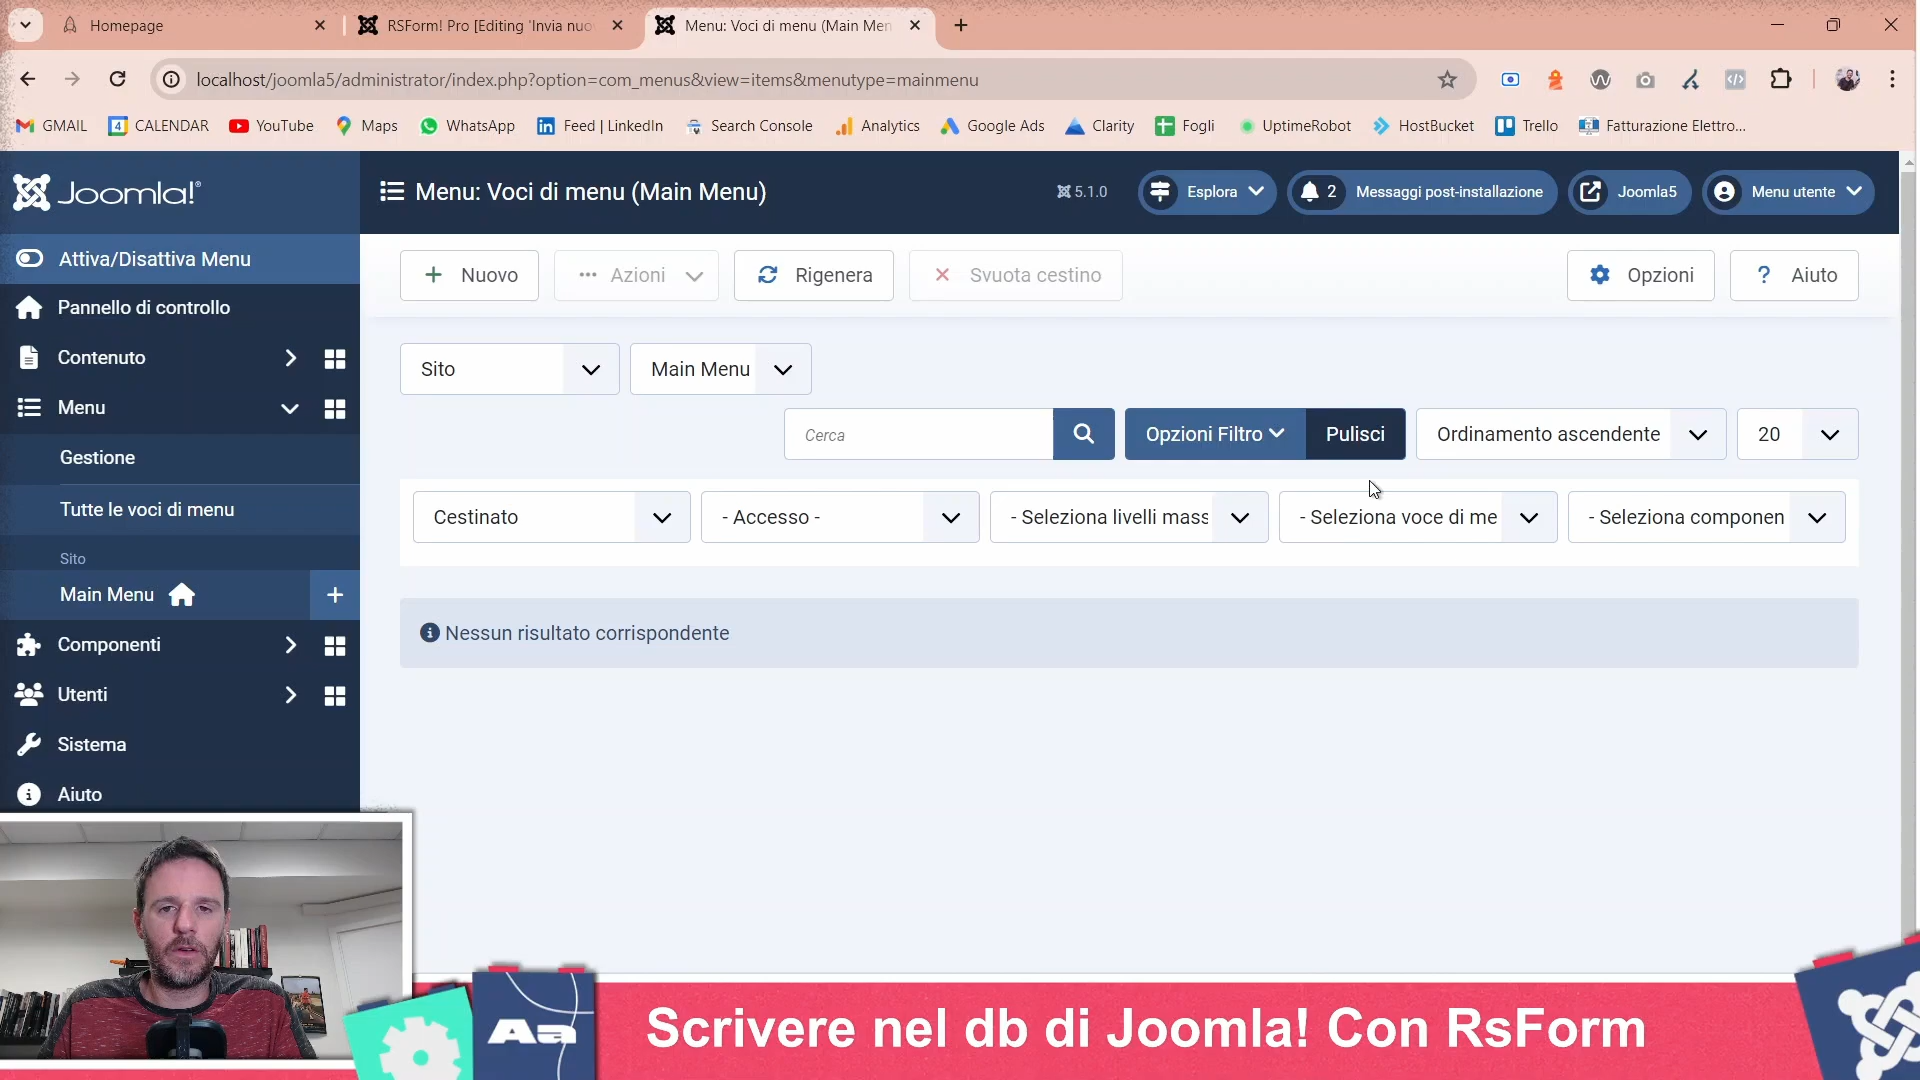 Homepage
RSForm! Pro [Editing 'Invia nuo
Menu: Voci di menu (Main Men
localhost/joomla5/administrator/index.php?option=com_menus&view=items&menutype=mainmenu
GMAIL
CALENDAR
YouTube
Maps
WhatsApp
Feed | LinkedIn
Search Console
Analytics
Google Ads
Clarity
Fogli
UptimeRobot
HostBucket
Trello
Fatturazione Elettro...
Joomla!
Menu: Voci di menu (Main Menu)
5.1.0
Esplora
2 Messaggi post-installazione
Joomla5
Menu utente
Attiva/Disattiva Menu
Pannello di controllo
Contenuto
Menu
Gestione
Tutte le voci di menu
Sito
Main Menu
Componenti
Utenti
Sistema
Aiuto
Nuovo
Azioni
Rigenera
Svuota cestino
Opzioni
Aiuto
Sito
Main Menu
Cerca
Opzioni Filtro
Pulisci
Ordinamento ascendente
20
Cestinato
- Accesso -
- Seleziona livelli mass
- Seleziona voce di me
- Seleziona componen
Nessun risultato corrispondente
Aa
Scrivere nel db di Joomla! Con RsForm